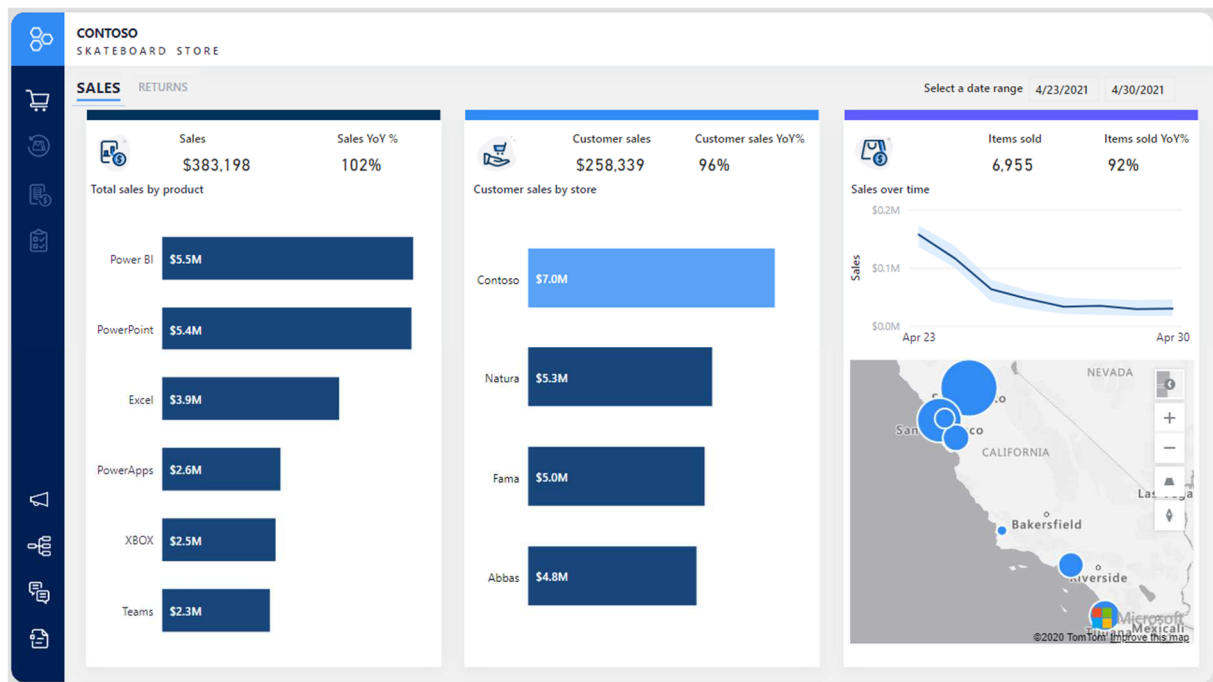 CONTOSO
SKATEBOARD STORE
SALES RETURNS
Select a date range 4/23/2021 4/30/2021
Sales Sales YoY %
$383,198 102%
Total sales by product
Power BI $5.5M
PowerPoint $5.4M
Excel $3.9M
PowerApps $2.6M
XBOX $2.5M
Teams $2.3M
Customer sales Customer sales YoY%
$258,339 96%
Customer sales by store
Contoso $7.0M
Natura $5.3M
Fama $5.0M
Abbas $4.8M
Items sold Items sold YoY%
6,955 92%
Sales over time
$0.2M
Sales
$0.1M
$0.0M
Apr 23 Apr 30
NEVADA
CALIFORNIA
Bakersfield
Microsoft
Mexicali
©2020 TomTom Improve this map